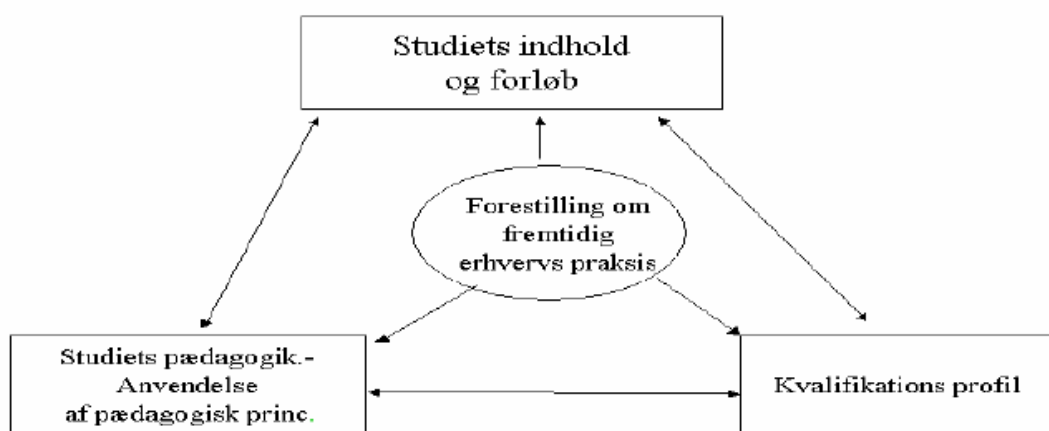 Studiets indhold
og forløb
Forestilling om
fremtidig
erhvervs praksis
Studiets pædagogik.-
Anvendelse
af pædagogisk princ.
Kvalifikations profil